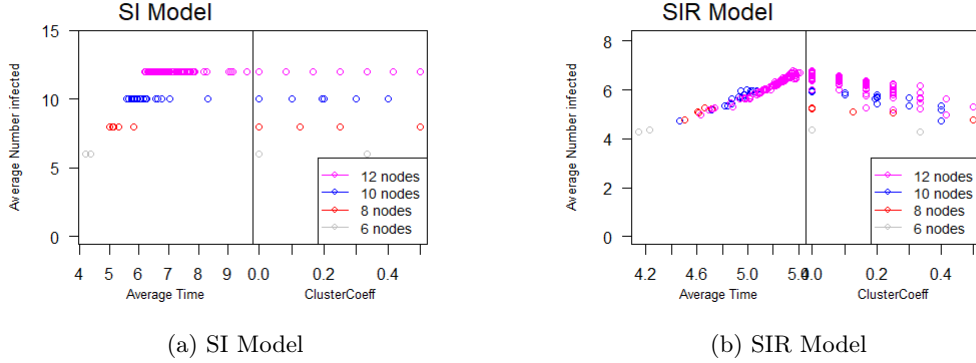 SI Model
Average Number infected
15
10
5
0
4 5 6 7 8 9 0.0 0.2 0.4
Average Time ClusterCoeff
12 nodes
10 nodes
8 nodes
6 nodes
(a) SI Model
SIR Model
Average Number infected
8
6
4
2
0
4.2 4.6 5.0 0.2 0.4
Average Time ClusterCoeff
12 nodes
10 nodes
8 nodes
6 nodes
(b) SIR Model